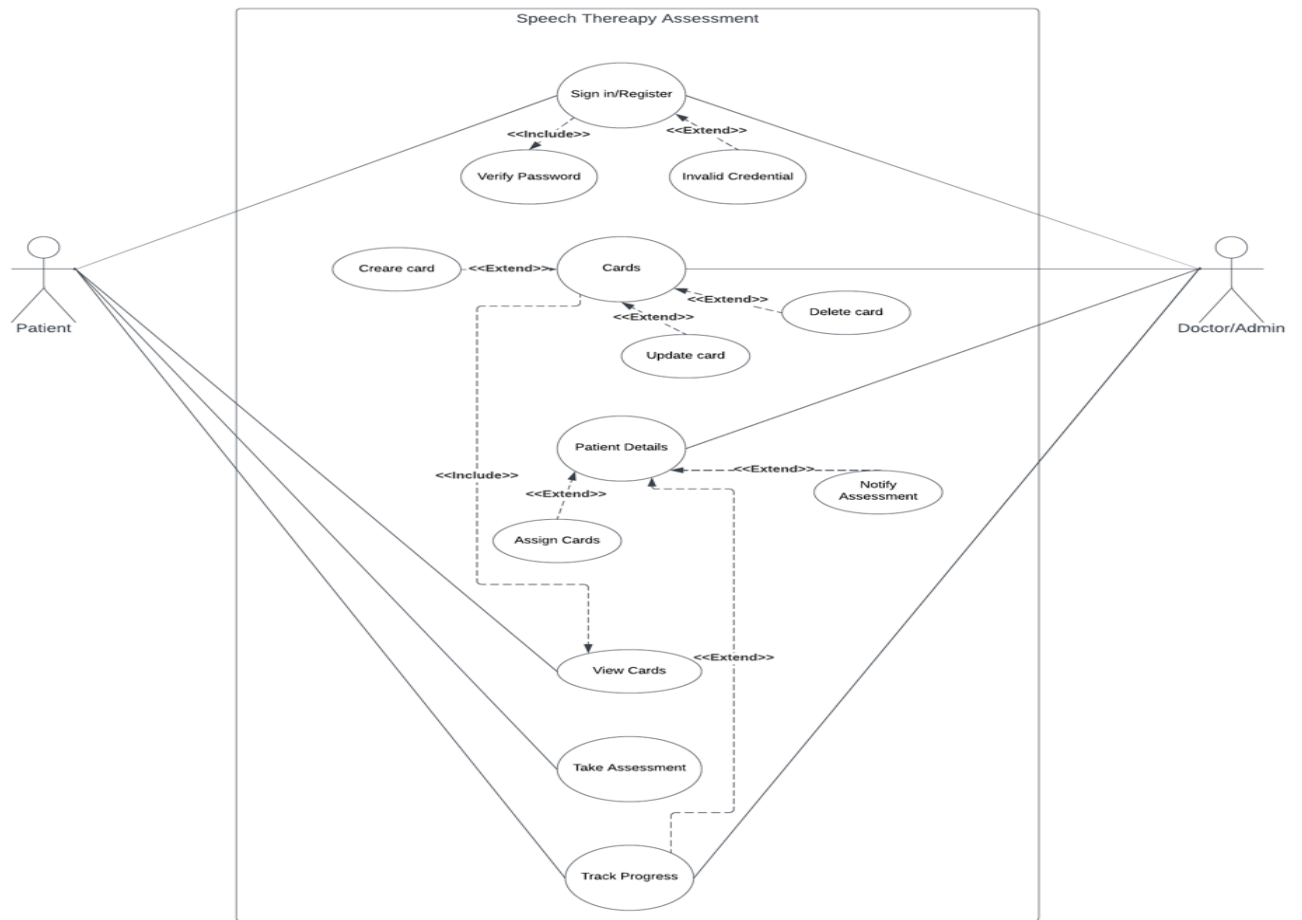 Speech Thereapy Assessment
Sign in/Register
<<Include>>
<<Extend>>
Verify Password
Invalid Credential
Creare card
<<Extend>>
Cards
<<Extend>>
Delete card
<<Extend>>
Update card
Patient
Doctor/Admin
Patient Details
<<Include>>
<<Extend>>
Notify
Assessment
<<Extend>>
Assign Cards
View Cards
<<Extend>>
Take Assessment
Track Progress